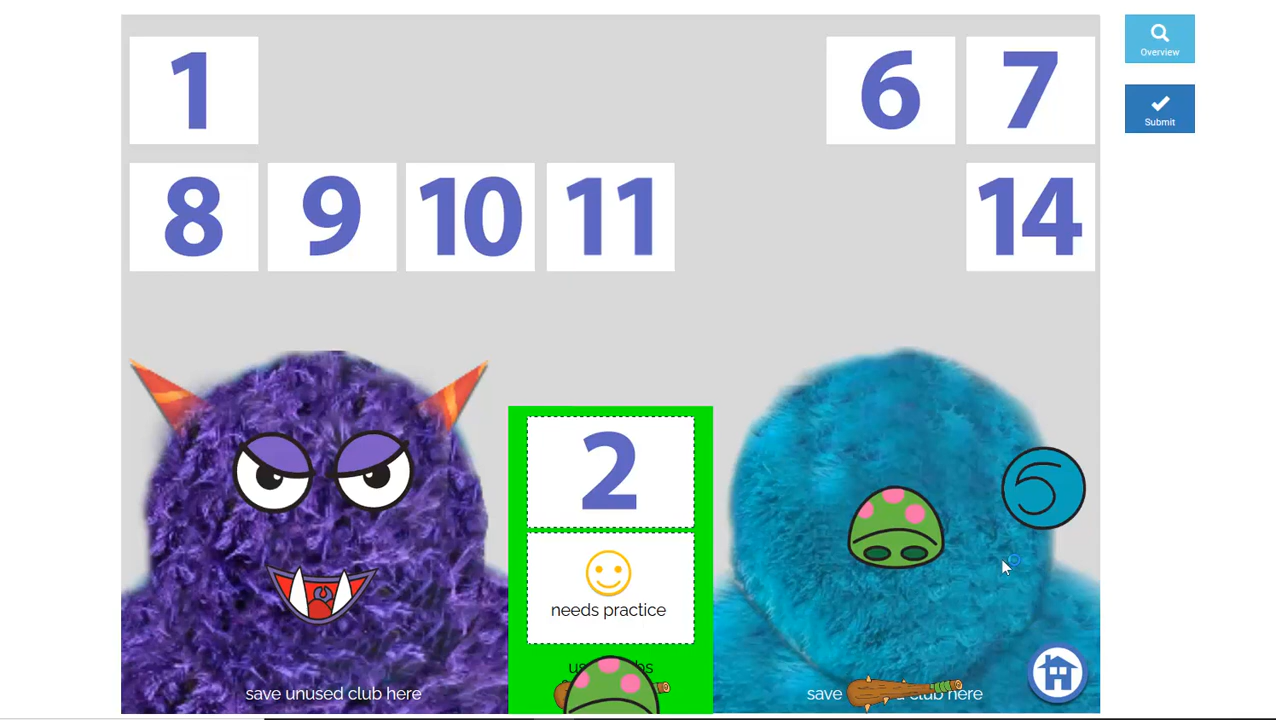 1 6 7
Overview
8 9 10 11 14
Submit
2
needs practice
save unused club here
save
here